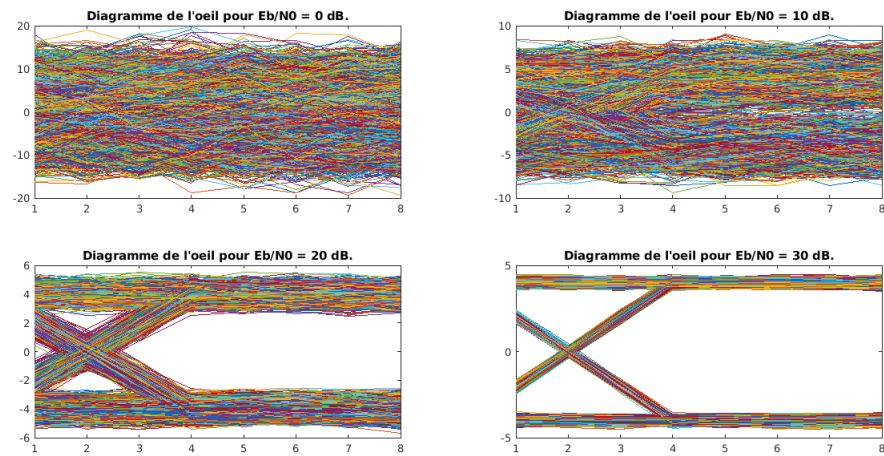 Diagramme de l'oeil pour Eb/N0 = 0 dB.
20
10
0
-10
-20
1 2 3 4 5 6 7 8
Diagramme de l'oeil pour Eb/N0 = 10 dB.
10
5
0
-5
-10
1 2 3 4 5 6 7 8
Diagramme de l'oeil pour Eb/N0 = 20 dB.
6
4
2
0
-2
-4
-6
1 2 3 4 5 6 7 8
Diagramme de l'oeil pour Eb/N0 = 30 dB.
5
0
-5
1 2 3 4 5 6 7 8